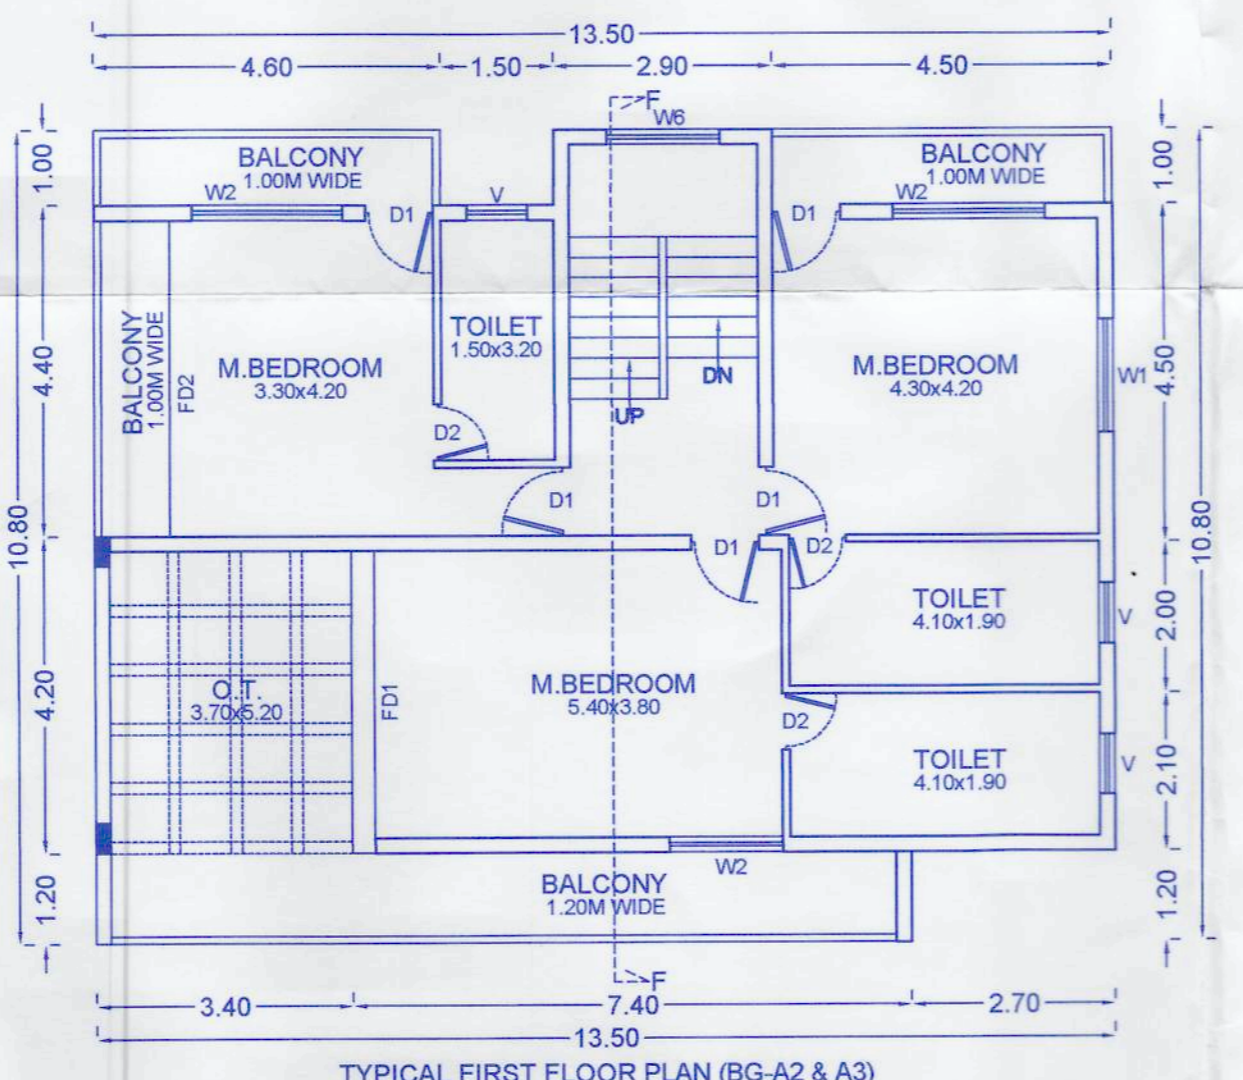 13.50
4.60 1.50 2.90 4.50
F
W6
1.00 BALCONY BALCONY 1.00
1.00M WIDE 1.00M WIDE
W2 V W2
D1 D1
TOILET
1.50x3.20
BALCONY
1.00M WIDE
M.BEDROOM M.BEDROOM
3.30x4.20 4.30x4.20
FD2
4.40
DN
W1
4.50
UP
D2
D1 D1
10.80 10.80
D1 D2
TOILET
4.10x1.90
V
2.00
O.T.
3.70x5.20
4.20
FD1
M.BEDROOM
5.40x3.80
D2
TOILET
4.10x1.90
V
2.10
W2
BALCONY
1.20M WIDE
1.20 1.20
F
3.40 7.40 2.70
13.50
TYPICAL FIRST FLOOR PLAN (BG-A2 & A3)